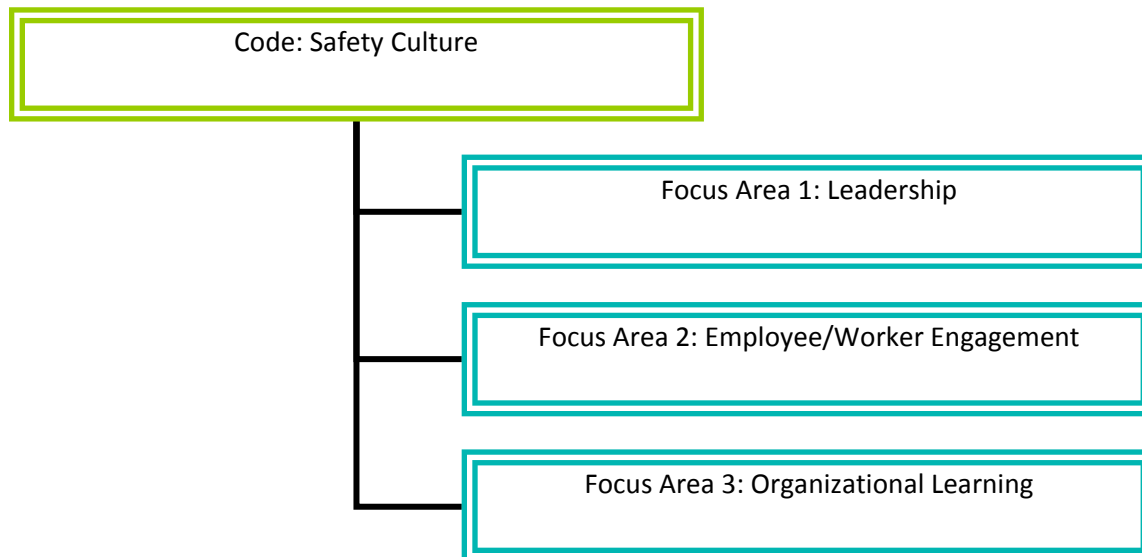 Code: Safety Culture
Focus Area 1: Leadership
Focus Area 2: Employee/Worker Engagement
Focus Area 3: Organizational Learning